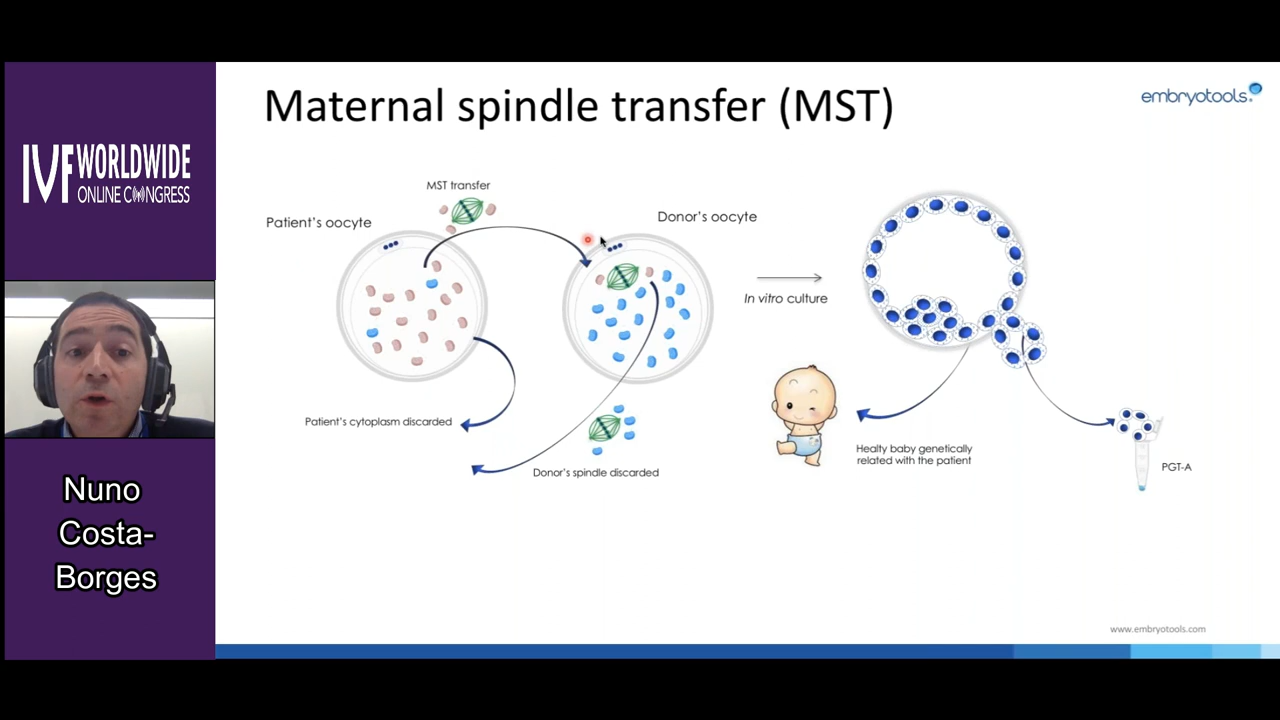 IVF WORLDWIDE
ONLINE CONGRESS
Nuno
Costa-
Borges
Maternal spindle transfer (MST)
embryotools.
MST transfer
Patient's oocyte
Donor's oocyte
In vitro culture
Patient's cytoplasm discarded
Donor's spindle discarded
Healty baby genetically
related with the patient
PGT-A
www.embryotools.com